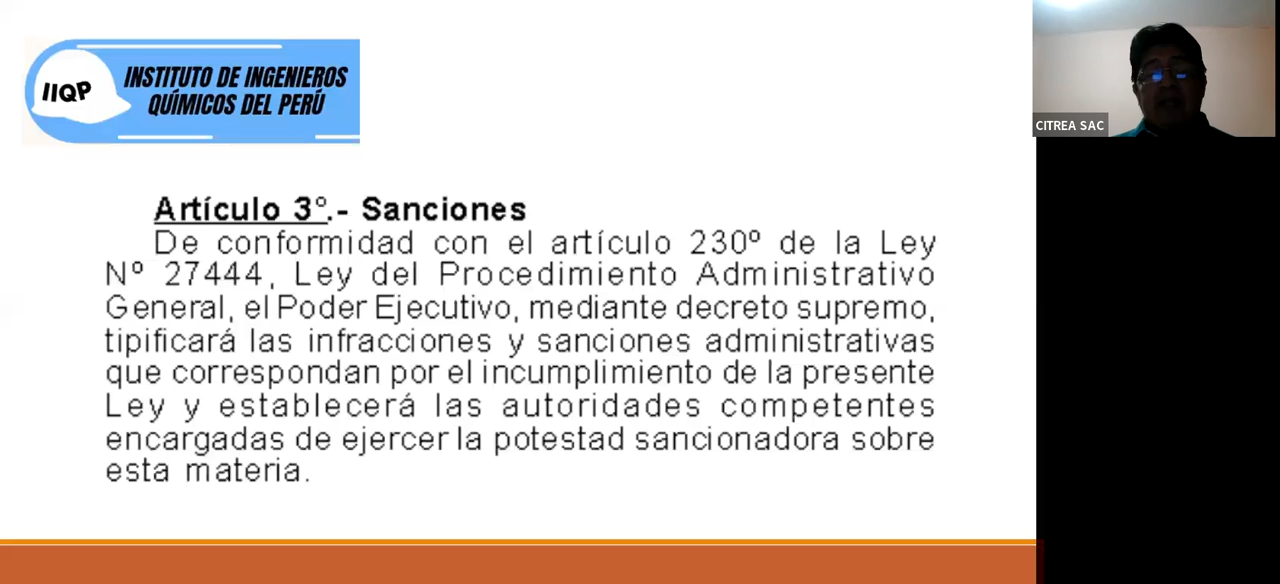 IIQP
INSTITUTO DE INGENIEROS
QUÍMICOS DEL PERÚ
CITREA SAC
Artículo 3°.- Sanciones
De conformidad con el artículo 230º de la Ley
Nº 27444, Ley del Procedimiento Administrativo
General, el Poder Ejecutivo, mediante decreto supremo,
tipificará las infracciones y sanciones administrativas
que correspondan por el incumplimiento de la presente
Ley y establecerá las autoridades competentes
encargadas de ejercer la potestad sancionadora sobre
esta materia.